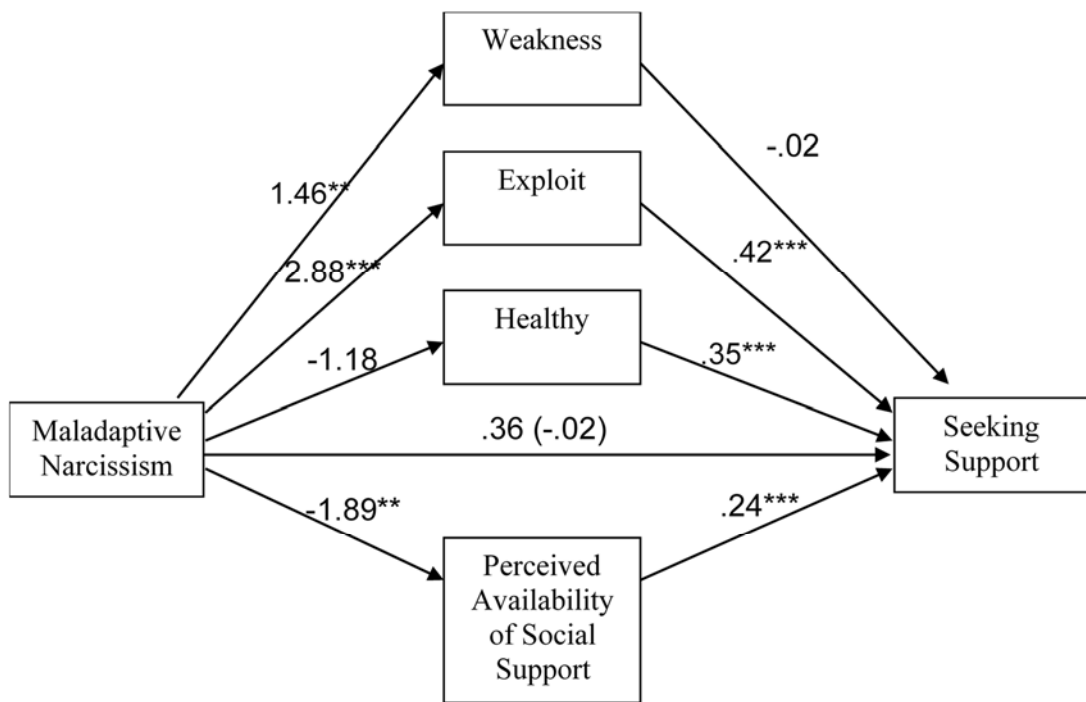 Weakness
-.02
1.46**
Exploit
2.88***
.42***
Healthy
-1.18
.35***
Maladaptive
Narcissism
.36 (-.02)
Seeking
Support
-1.89**
.24***
Perceived
Availability
of Social
Support